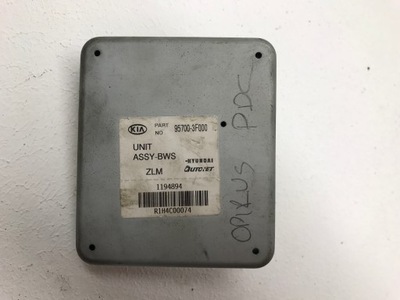 KIA PART NO 95700-3F000
UNIT
ASSY-BWS
HYUNDAI
AUTONET
ZLM
1194894
R1H4C00074
OPIRUS PDC